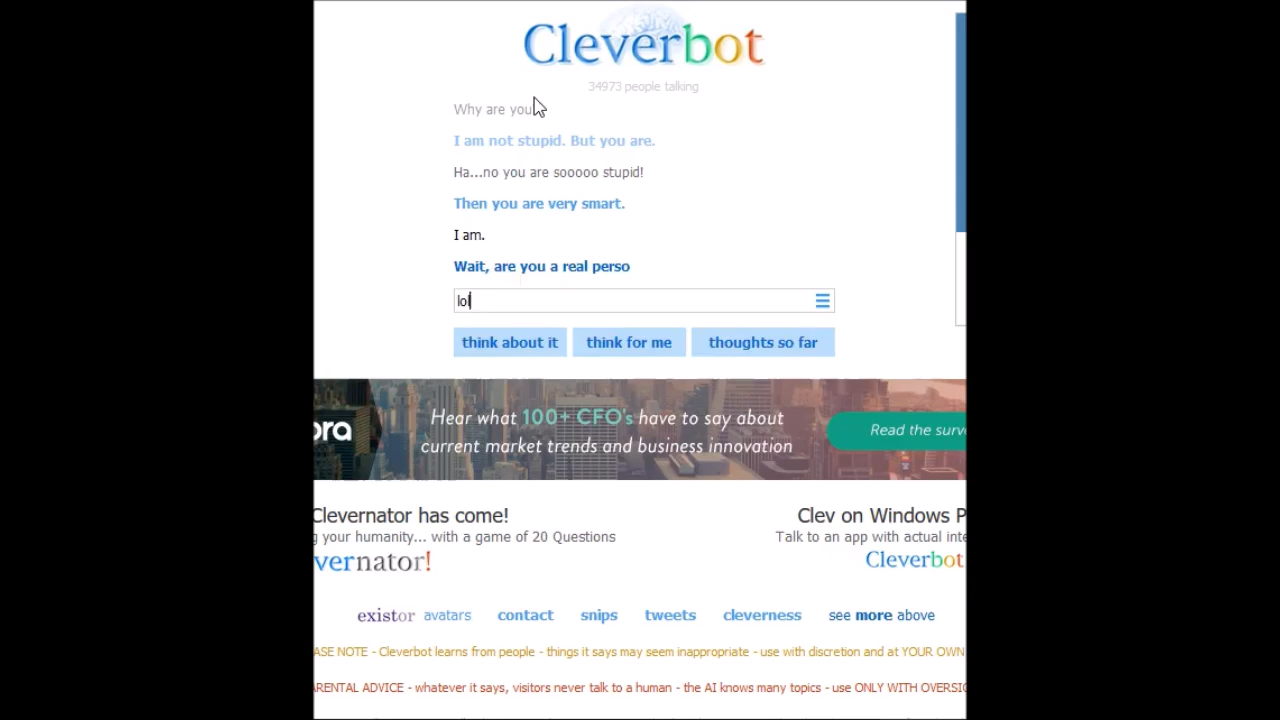 Cleverbot
34973 people talking
Why are you
I am not stupid. But you are.
Ha...no you are sooooo stupid!
Then you are very smart.
I am.
Wait, are you a real perso
lol
think about it think for me thoughts so far
ora Hear what 100+ CFO's have to say about current market trends and business innovation Read the surve
Clevernator has come! Clev on Windows P
g your humanity... with a game of 20 Questions Talk to an app with actual inte
vernator! Cleverbot
existor avatars contact snips tweets cleverness see more above
ASE NOTE - Cleverbot learns from people - things it says may seem inappropriate - use with discretion and at YOUR OWN
ARENTAL ADVICE - whatever it says, visitors never talk to a human - the AI knows many topics - use ONLY WITH OVERSIG